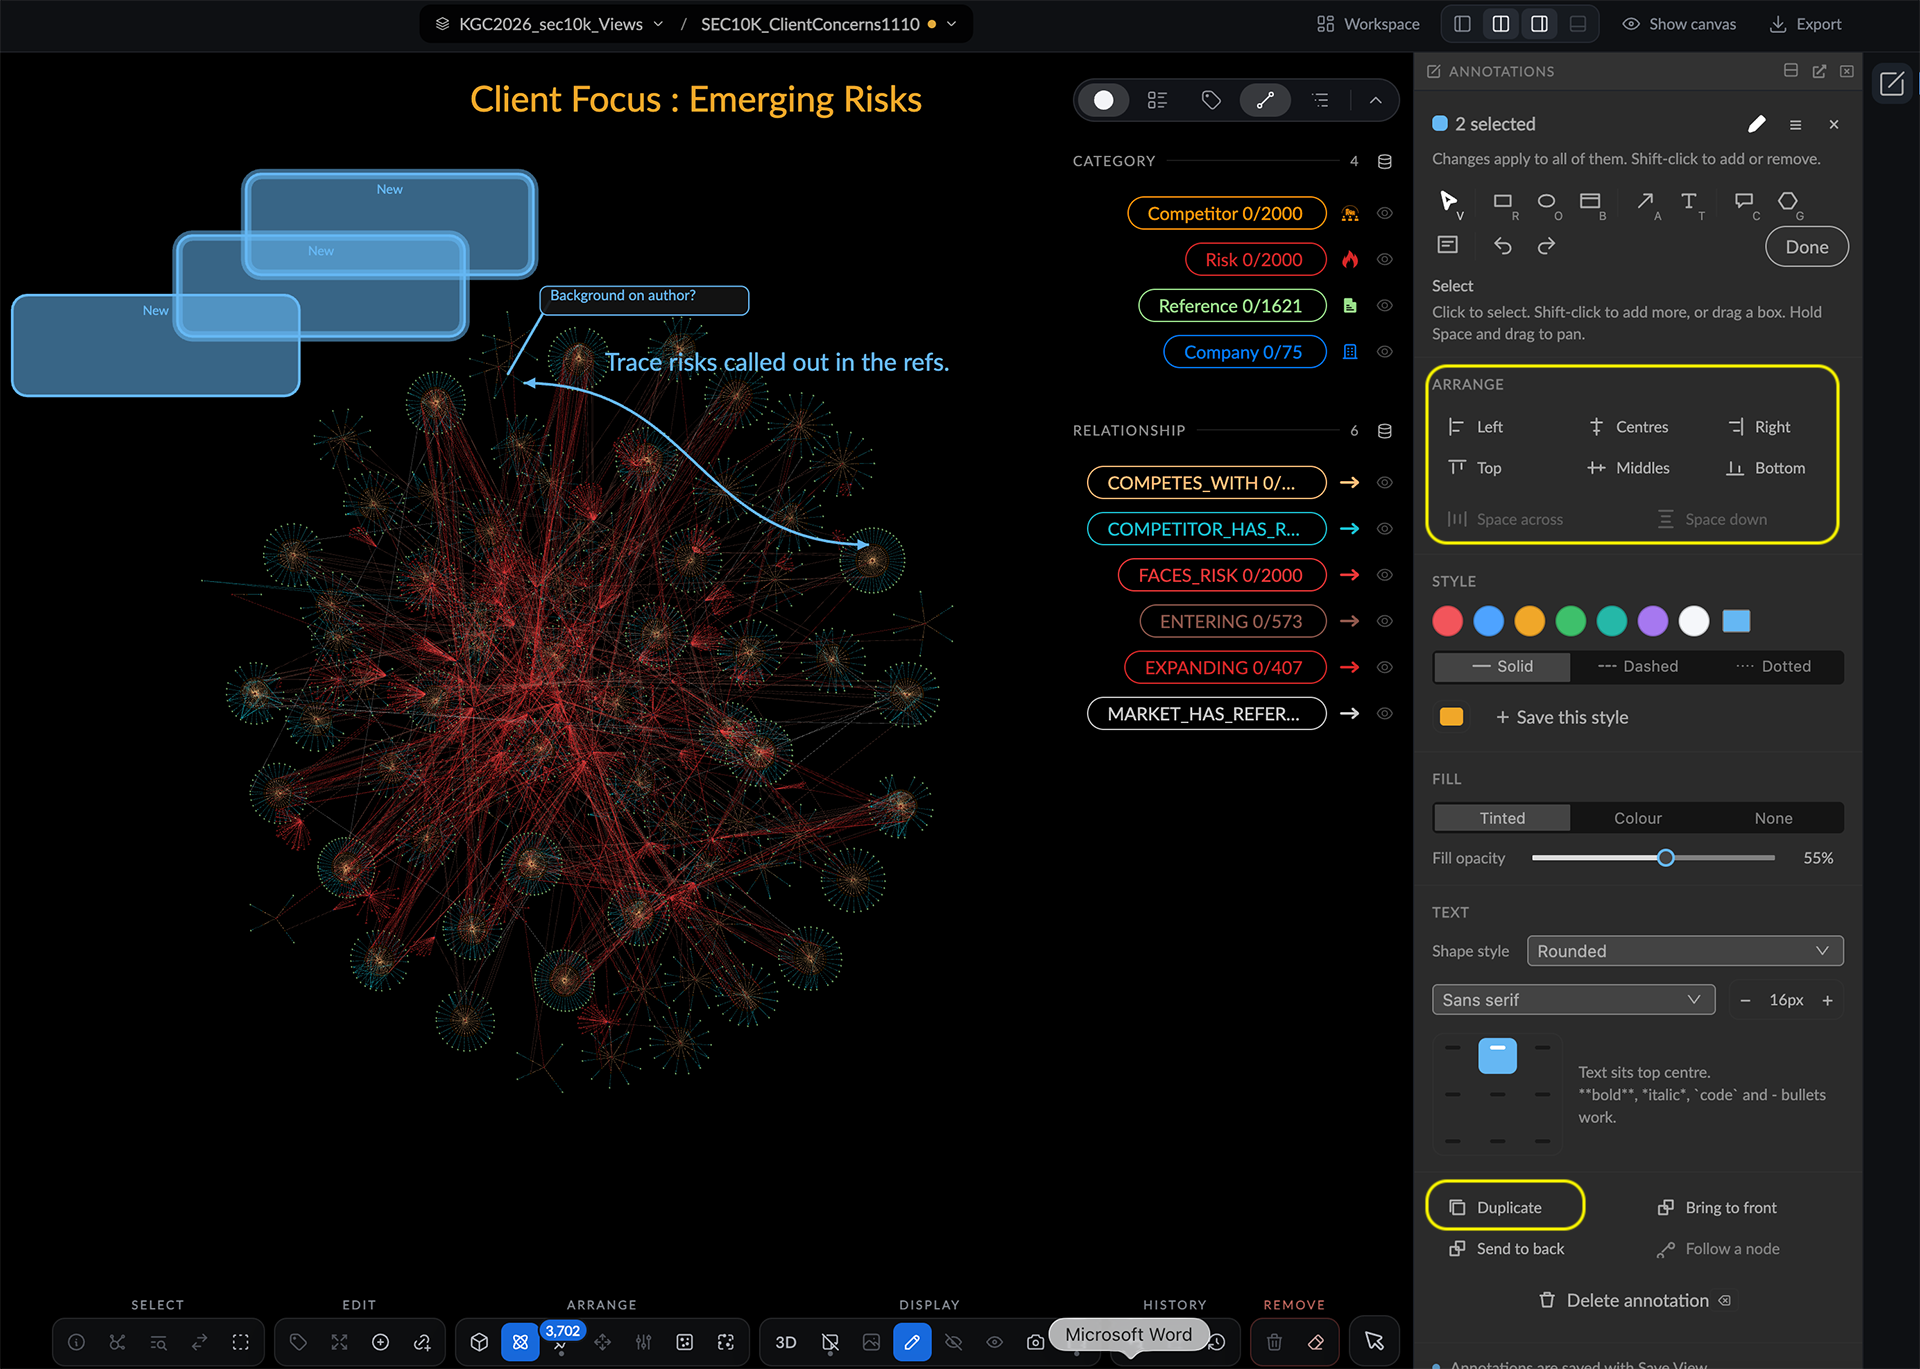 KGC2026_sec10k_Views / SEC10K_ClientConcerns1110
Workspace
Show canvas
Export
Client Focus : Emerging Risks
New
New
New
Background on author?
Trace risks called out in the refs.
CATEGORY 4
Competitor 0/2000
Risk 0/2000
Reference 0/1621
Company 0/75
RELATIONSHIP 6
COMPETES_WITH 0/...
COMPETITOR_HAS_R...
FACES_RISK 0/2000
ENTERING 0/573
EXPANDING 0/407
MARKET_HAS_REFER...
ANNOTATIONS
2 selected
Changes apply to all of them. Shift-click to add or remove.
V R O B A T C G
Done
Select
Click to select. Shift-click to add more, or drag a box. Hold
Space and drag to pan.
ARRANGE
Left Centres Right
Top Middles Bottom
Space across Space down
STYLE
Solid Dashed Dotted
+ Save this style
FILL
Tinted Colour None
Fill opacity 55%
TEXT
Shape style Rounded
Sans serif − 16px +
Text sits top centre.
**bold**, *italic*, `code` and - bullets
work.
Duplicate Bring to front
Send to back Follow a node
Delete annotation
Annotations are saved with Save View
SELECT EDIT ARRANGE DISPLAY HISTORY REMOVE
3,702
3D
Microsoft Word